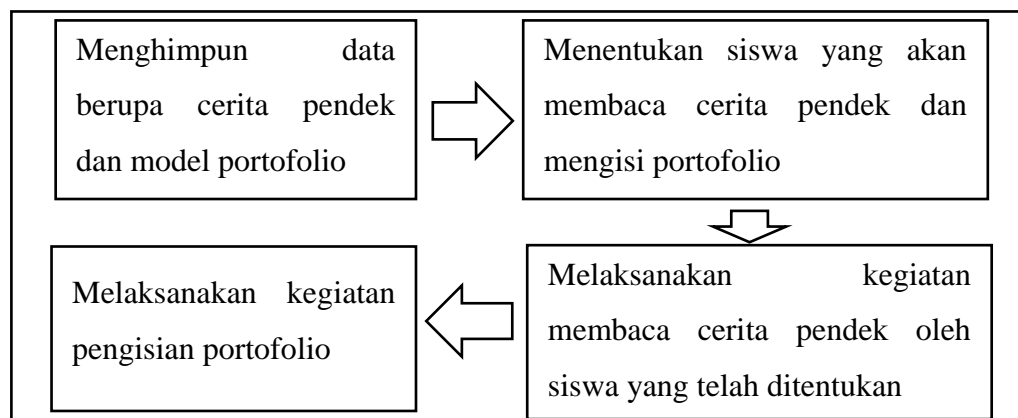 Menghimpun data
berupa cerita pendek
dan model portofolio
Menentukan siswa yang akan
membaca cerita pendek dan
mengisi portofolio
Melaksanakan kegiatan
membaca cerita pendek oleh
siswa yang telah ditentukan
Melaksanakan kegiatan
pengisian portofolio